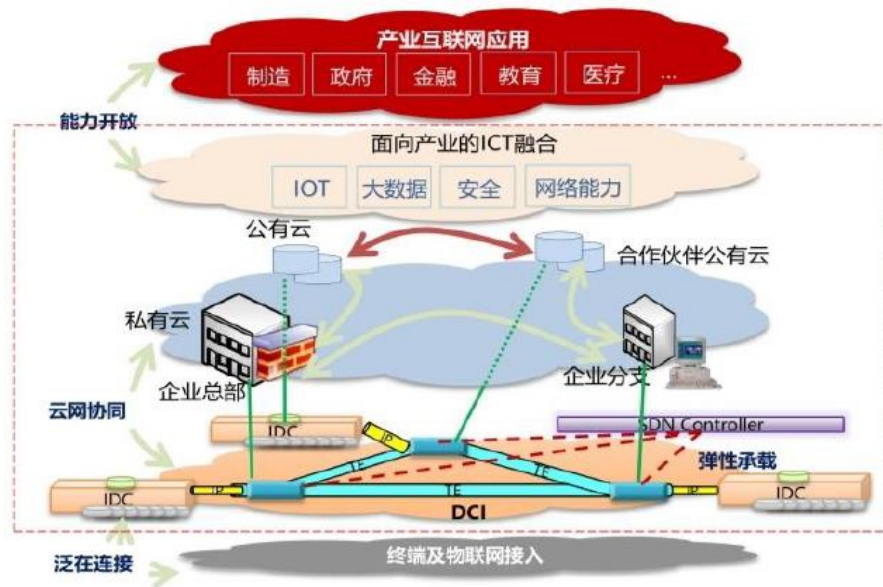 产业互联网应用
制造 政府 金融 教育 医疗 ...
能力开放
面向产业的ICT融合
IOT 大数据 安全 网络能力
公有云
合作伙伴公有云
私有云
企业总部
企业分支
云网协同
IDC
IP
SDN Controller
TE
TE
弹性承载
IDC
IP
TE
IP
IDC
DCI
泛在连接
终端及物联网接入